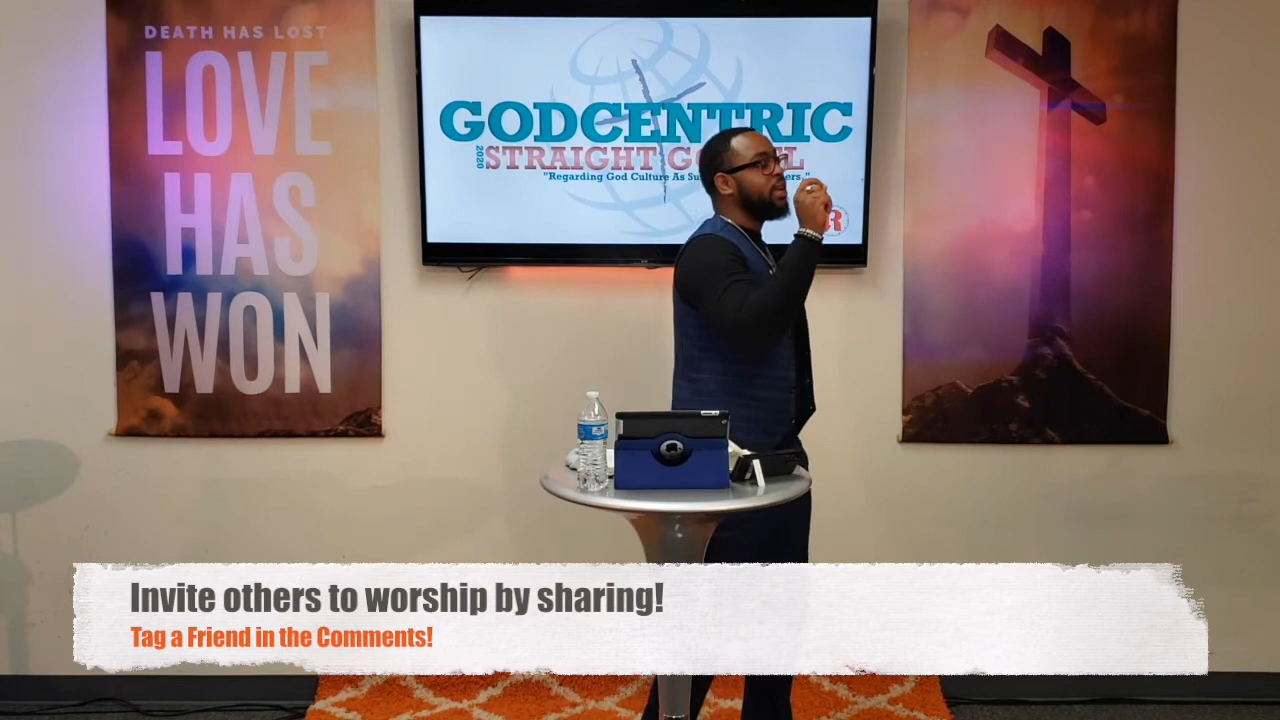 DEATH HAS LOST
LOVE
HAS
WON
GODCENTRIC
2020
STRAIGHT
"Regarding God Culture As
R
Invite others to worship by sharing!
Tag a Friend in the Comments!